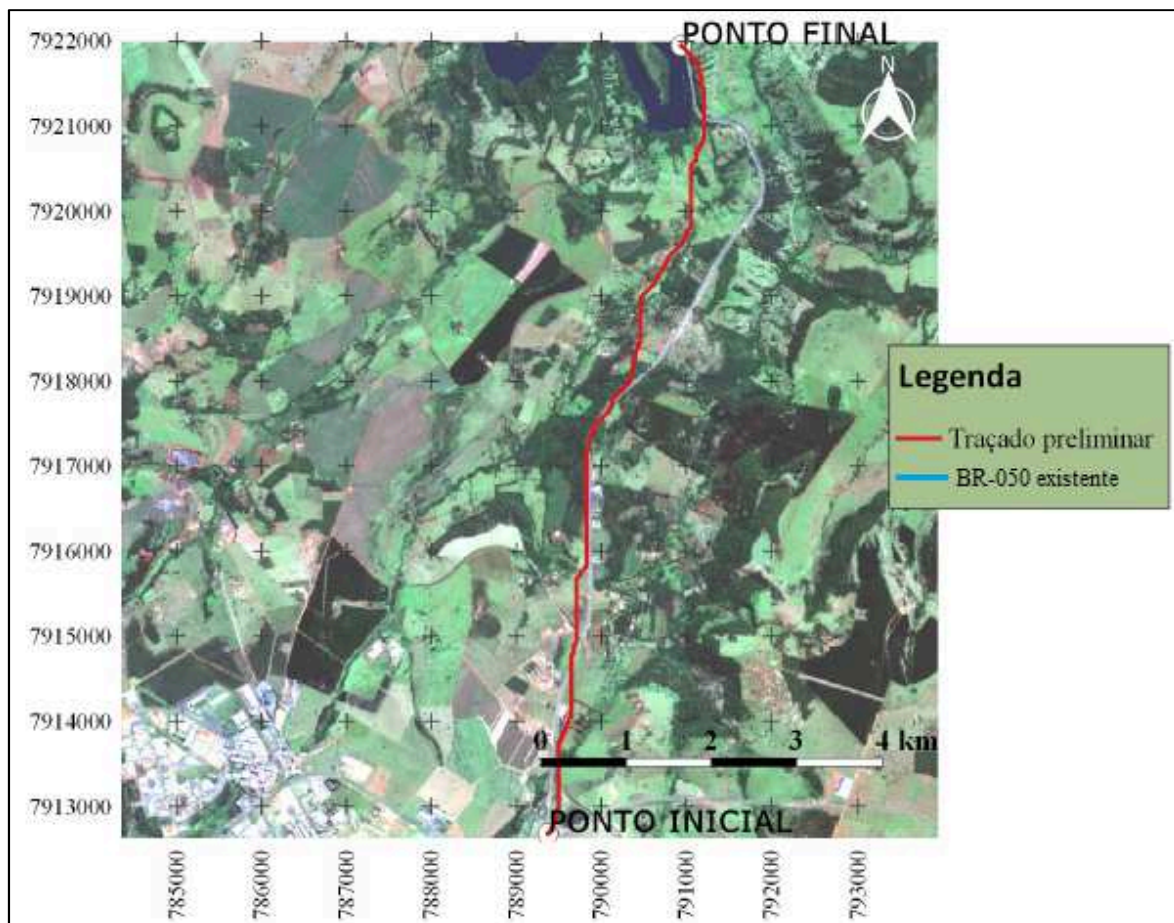 7922000
PONTO FINAL
N
7921000
7920000
7919000
7918000
7917000
7916000
7915000
7914000
7913000
Legenda
Traçado preliminar
BR-050 existente
0 1 2 3 4 km
PONTO INICIAL
785000
786000
787000
788000
789000
790000
791000
792000
793000